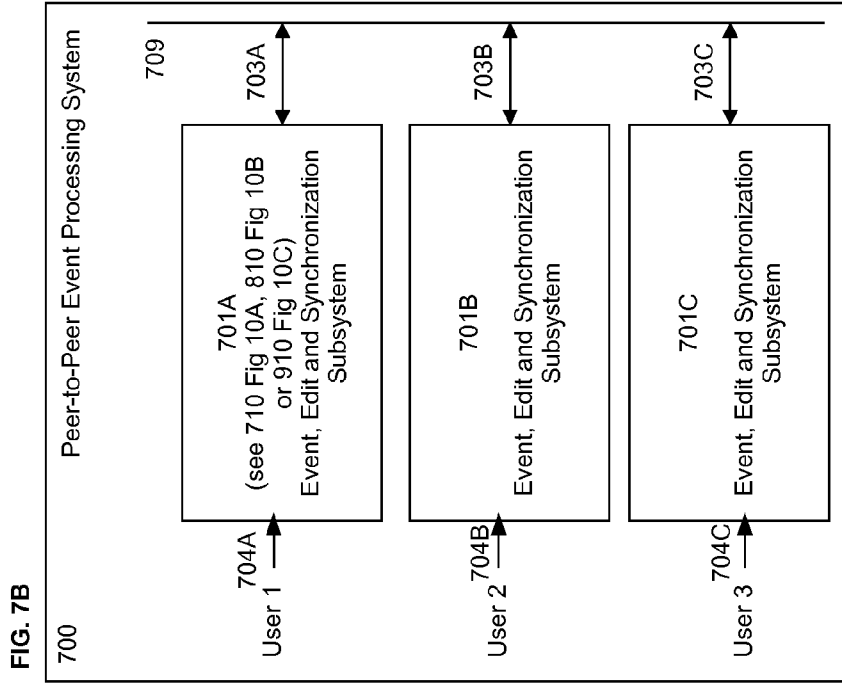 FIG. 7B
700
Peer-to-Peer Event Processing System
709
User 1
704A
701A
(see 710 Fig 10A, 810 Fig 10B
or 910 Fig 10C)
Event, Edit and Synchronization
Subsystem
703A
User 2
704B
701B
Event, Edit and Synchronization
Subsystem
703B
User 3
704C
701C
Event, Edit and Synchronization
Subsystem
703C